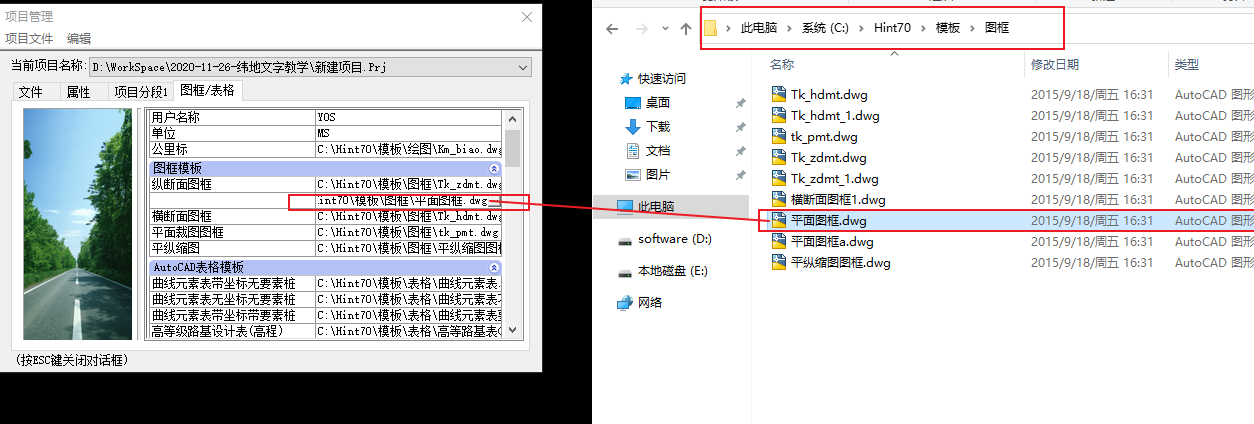 项目管理
项目文件 编辑
当前项目名称: D:\WorkSpace\2020-11-26-纬地文字教学\新建项目.Prj
文件 属性 项目分段1 图框/表格
用户名称 YOS
单位 MS
公里标 C:\Hint70\模板\绘图\Km_biao.dwg
图框模板
纵断面图框 C:\Hint70\模板\图框\Tk_zdmt.dwg
int70\模板\图框\平面图框.dwg
横断面图框 C:\Hint70\模板\图框\Tk_hdmt.dwg
平面裁图图框 C:\Hint70\模板\图框\tk_pmt.dwg
平纵缩图 C:\Hint70\模板\图框\平纵缩图图框
AutoCAD表格模板
曲线元素表带坐标无要素桩 C:\Hint70\模板\表格\曲线元素表.
曲线元素表无坐标无要素桩 C:\Hint70\模板\表格\曲线元素表
曲线元素表带坐标带要素桩 C:\Hint70\模板\表格\曲线元素表
高等级路基设计表(高程) C:\Hint70\模板\表格\高等路基表
(按ESC键关闭对话框)
此电脑 系统 (C:) Hint70 模板 图框
快速访问
桌面
下载
文档
图片
此电脑
software (D:)
本地磁盘 (E:)
网络
名称 修改日期 类型
Tk_hdmt.dwg 2015/9/18/周五 16:31 AutoCAD 图形
Tk_hdmt_1.dwg 2015/9/18/周五 16:31 AutoCAD 图形
tk_pmt.dwg 2015/9/18/周五 16:31 AutoCAD 图形
Tk_zdmt.dwg 2015/9/18/周五 16:31 AutoCAD 图形
Tk_zdmt_1.dwg 2015/9/18/周五 16:31 AutoCAD 图形
横断面图框1.dwg 2015/9/18/周五 16:31 AutoCAD 图形
平面图框.dwg 2015/9/18/周五 16:31 AutoCAD 图形
平面图框a.dwg 2015/9/18/周五 16:31 AutoCAD 图形
平纵缩图图框.dwg 2015/9/18/周五 16:31 AutoCAD 图形